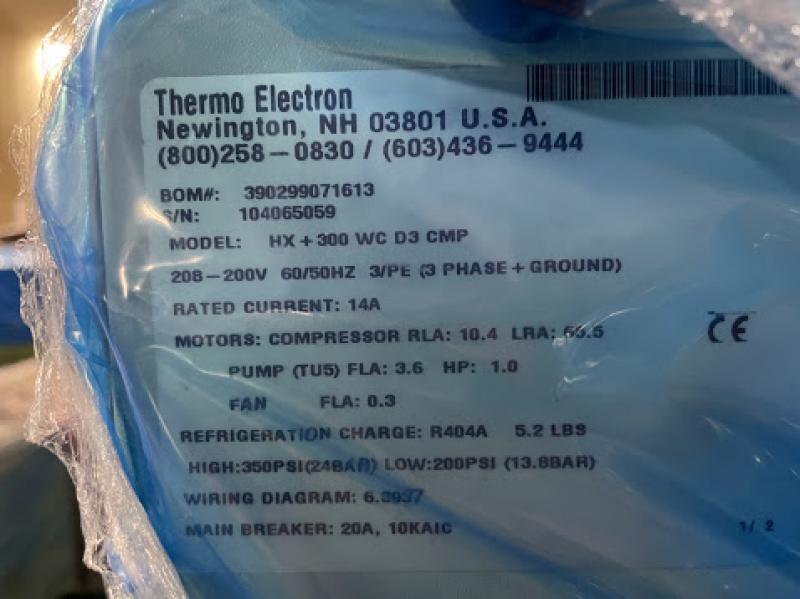 Thermo Electron
Newington, NH 03801 U.S.A.
(800)258-0830 / (603)436-9444
BOM#: 390299071613
S/N: 104065059
MODEL: HX+300 WC D3 CMP
208-200V 60/50HZ 3/PE (3 PHASE+GROUND)
RATED CURRENT: 14A
MOTORS: COMPRESSOR RLA: 10.4 LRA:
CE
PUMP (TU5) FLA: 3.6 HP: 1.0
FAN FLA: 0.3
REFRIGERATION CHARGE: R404A 5.2 LBS
HIGH:350PSI(24BAR) LOW:200PSI (13.8BAR)
WIRING DIAGRAM: 6.3937
MAIN BREAKER: 20A, 10KAIC
1/ 2